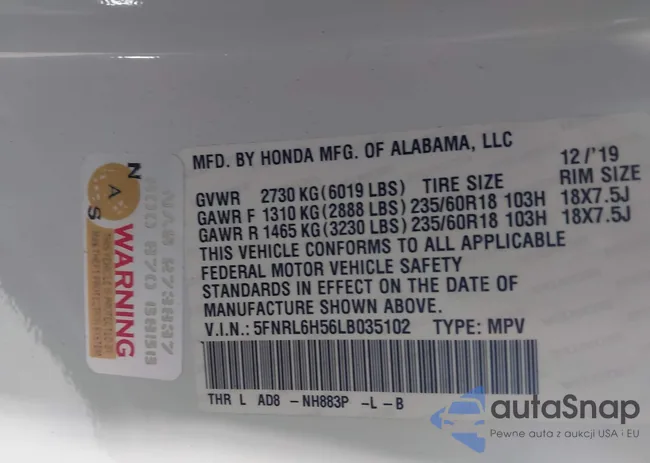 MFD. BY HONDA MFG. OF ALABAMA, LLC
12/'19
GVWR 2730 KG (6019 LBS) TIRE SIZE RIM SIZE
GAWR F 1310 KG (2888 LBS) 235/60R18 103H 18X7.5J
GAWR R 1465 KG (3230 LBS) 235/60R18 103H 18X7.5J
THIS VEHICLE CONFORMS TO ALL APPLICABLE
FEDERAL MOTOR VEHICLE SAFETY
STANDARDS IN EFFECT ON THE DATE OF
MANUFACTURE SHOWN ABOVE.
V.I.N.: 5FNRL6H56LB035102 TYPE: MPV
THR L AD8 -NH883P -L-B
N
A
S
WARNING
autaSnap
Pewne auta z aukcji USA i EU